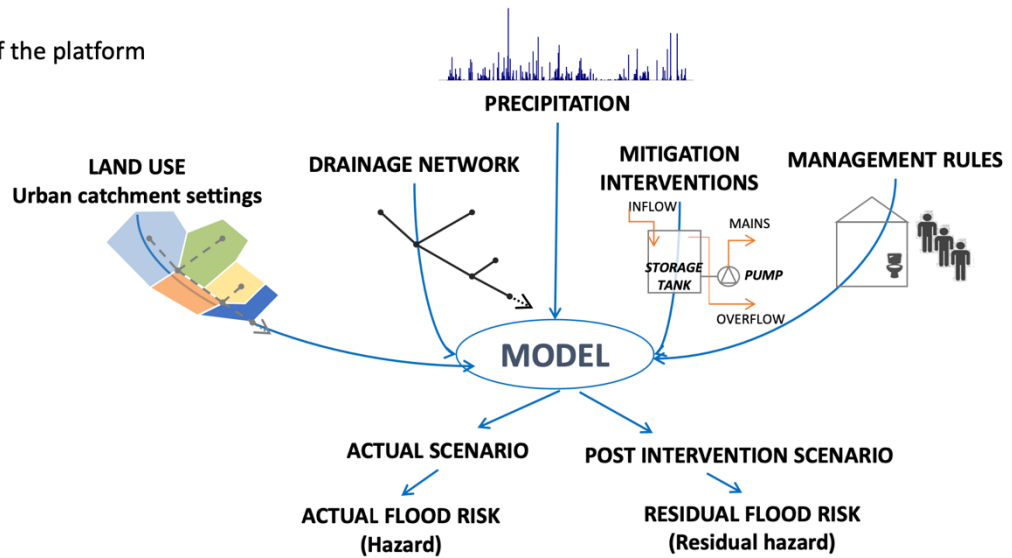 f the platform
PRECIPITATION
LAND USE
Urban catchment settings
DRAINAGE NETWORK
MITIGATION
INTERVENTIONS
MANAGEMENT RULES
INFLOW
MAINS
STORAGE
TANK
PUMP
OVERFLOW
MODEL
ACTUAL SCENARIO
POST INTERVENTION SCENARIO
ACTUAL FLOOD RISK
(Hazard)
RESIDUAL FLOOD RISK
(Residual hazard)